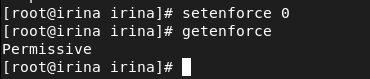 [root@irina irina]# setenforce 0
[root@irina irina]# getenforce
Permissive
[root@irina irina]#